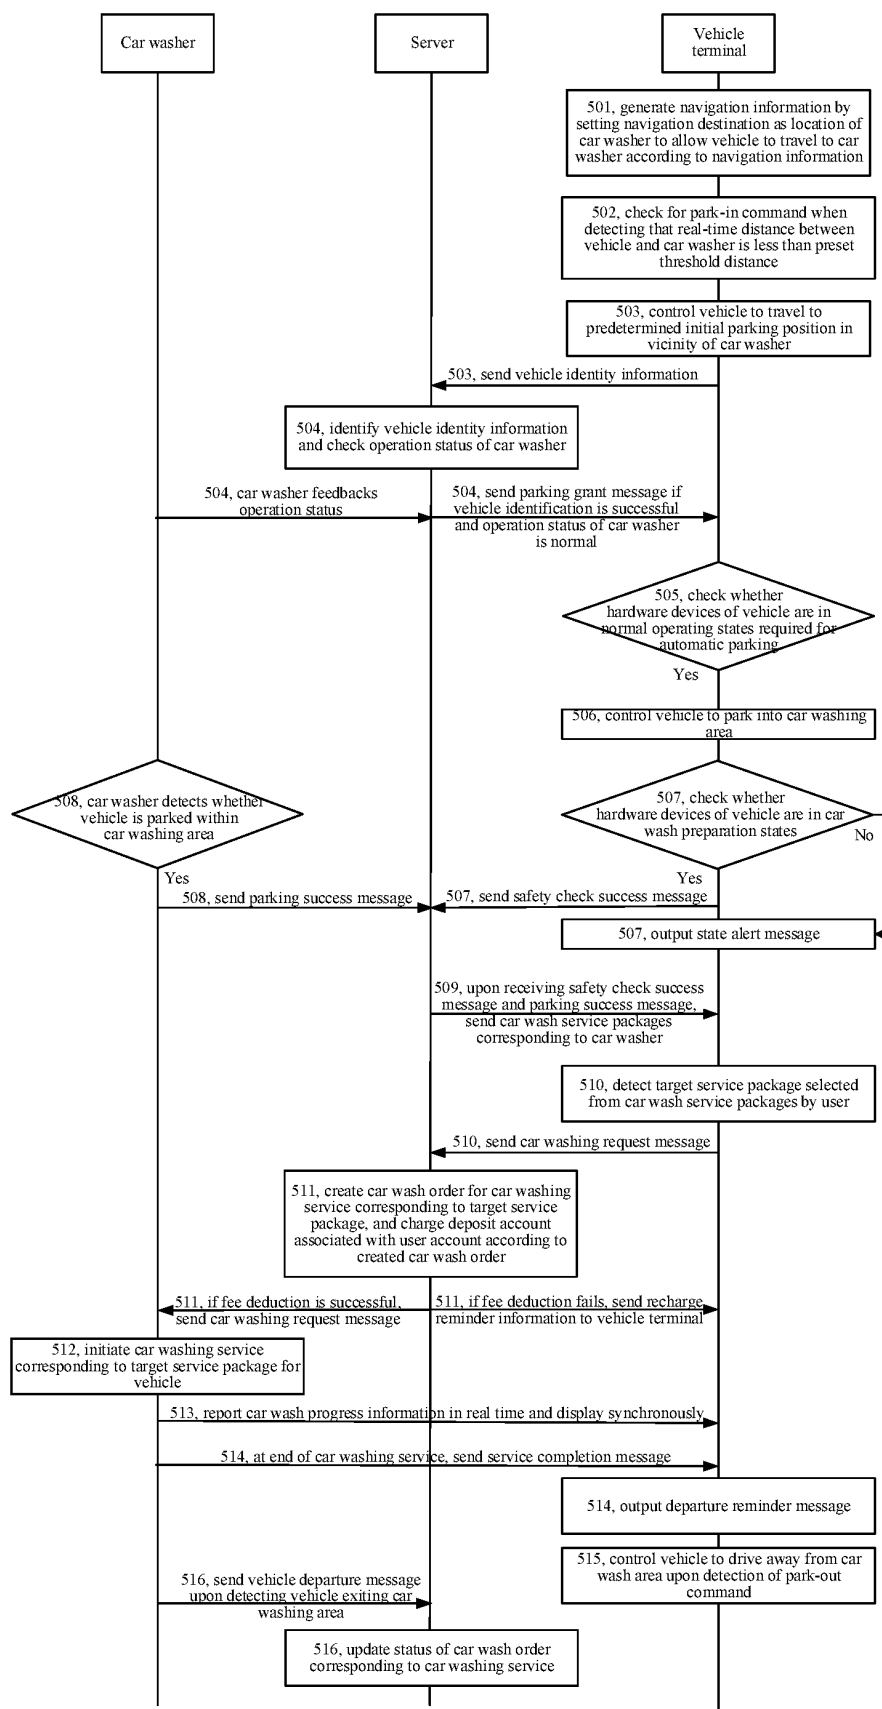 Car washer
Server
Vehicle
terminal
501, generate navigation information by
setting navigation destination as location of
car washer to allow vehicle to travel to car
washer according to navigation information
502, check for park-in command when
detecting that real-time distance between
vehicle and car washer is less than preset
threshold distance
503, control vehicle to travel to
predetermined initial parking position in
vicinity of car washer
503, send vehicle identity information
504, identify vehicle identity information
and check operation status of car washer
504, car washer feedbacks
operation status
504, send parking grant message if
vehicle identification is successful
and operation status of car washer
is normal
505, check whether
hardware devices of vehicle are in
normal operating states required for
automatic parking
Yes
506, control vehicle to park into car washing
area
508, car washer detects whether
vehicle is parked within
car washing area
507, check whether
hardware devices of vehicle are in car
wash preparation states
No
Yes
Yes
508, send parking success message
507, send safety check success message
507, output state alert message
509, upon receiving safety check success
message and parking success message,
send car wash service packages
corresponding to car washer
510, detect target service package selected
from car wash service packages by user
510, send car washing request message
511, create car wash order for car washing
service corresponding to target service
package, and charge deposit account
associated with user account according to
created car wash order
511, if fee deduction is successful,
send car washing request message
511, if fee deduction fails, send recharge
reminder information to vehicle terminal
512, initiate car washing service
corresponding to target service package for
vehicle
513, report car wash progress information in real time and display synchronously
514, at end of car washing service, send service completion message
514, output departure reminder message
515, control vehicle to drive away from car
wash area upon detection of park-out
command
516, send vehicle departure message
upon detecting vehicle exiting car
washing area
516, update status of car wash order
corresponding to car washing service